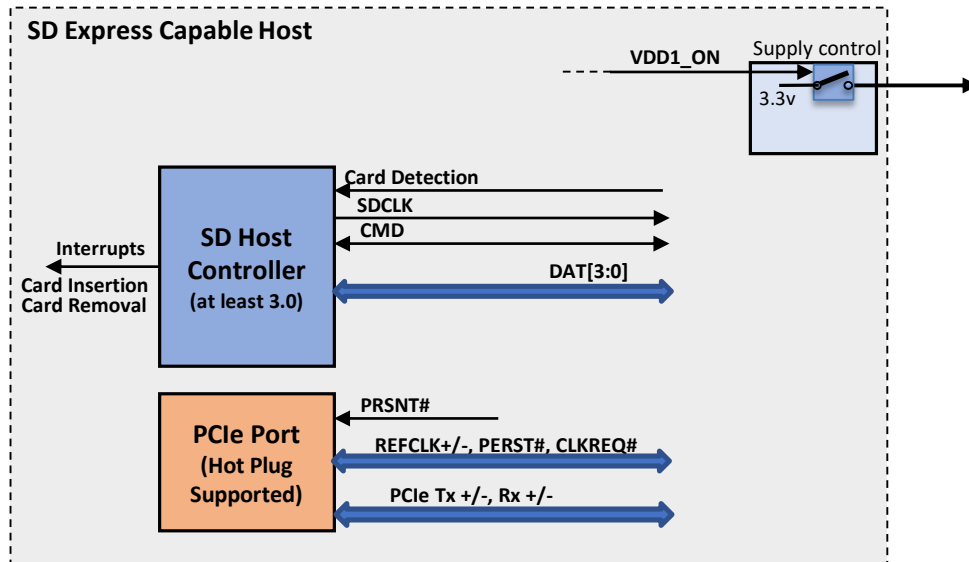 SD Express Capable Host
Supply control
VDD1_ON
3.3v
Card Detection
SDCLK
CMD
DAT[3:0]
SD Host
Controller
(at least 3.0)
Interrupts
Card Insertion
Card Removal
PRSNT#
REFCLK+/-, PERST#, CLKREQ#
PCIe Tx +/-, Rx +/-
PCIe Port
(Hot Plug
Supported)